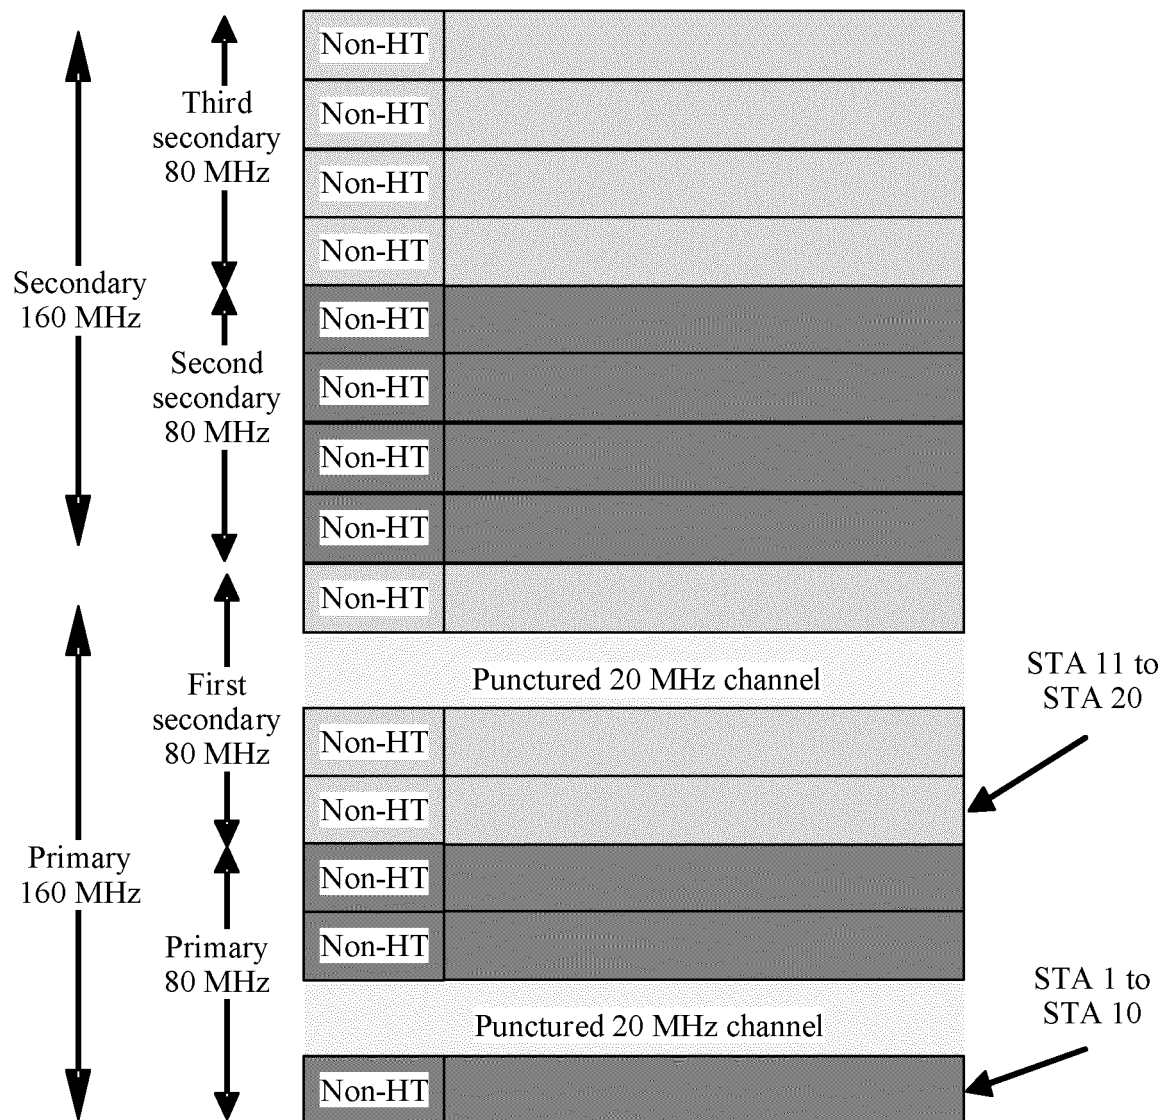 Non-HT
Non-HT
Third
secondary
80 MHz
Non-HT
Non-HT
Secondary
160 MHz
Non-HT
Second
secondary
80 MHz
Non-HT
Non-HT
Non-HT
Non-HT
Punctured 20 MHz channel
STA 11 to
STA 20
First
secondary
80 MHz
Non-HT
Non-HT
Primary
160 MHz
Non-HT
Primary
80 MHz
Non-HT
Punctured 20 MHz channel
STA 1 to
STA 10
Non-HT